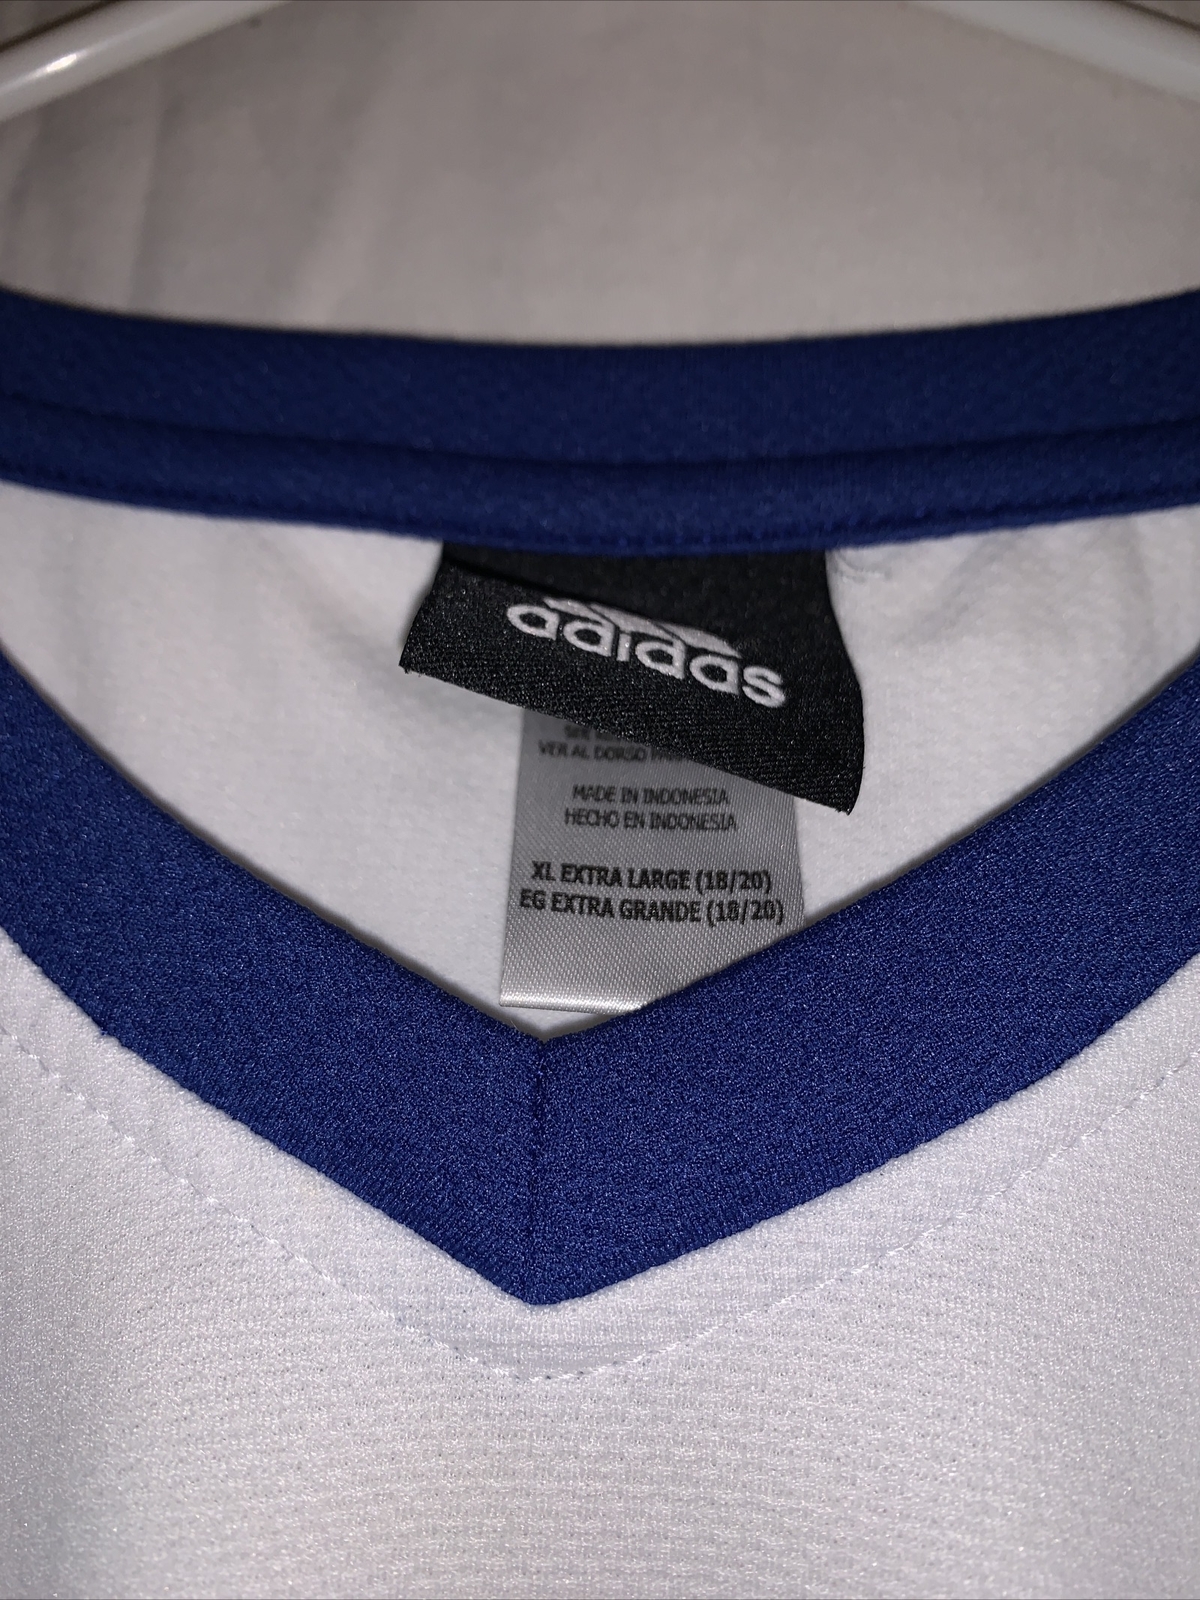 adidas
VER AL DORSO
MADE IN INDONESIA
HECHO EN INDONESIA
XL EXTRA LARGE (18/20)
EG EXTRA GRANDE (18/20)